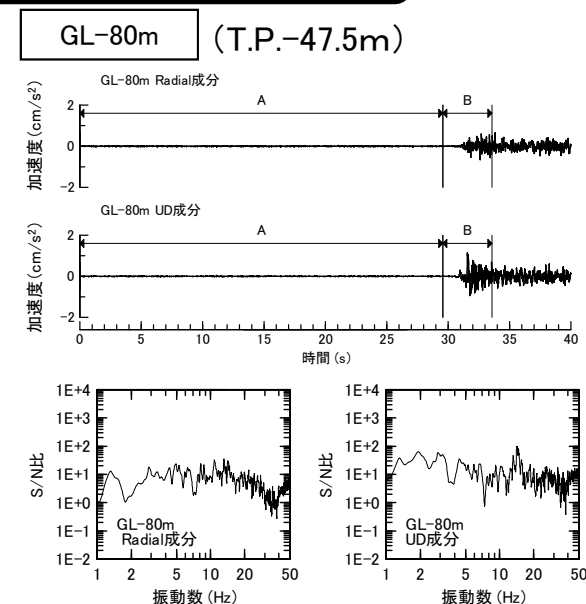 GL-80m (T.P.-47.5m)
GL-80m Radial成分
加速度(cm/s²)
2
0
-2
A
B
GL-80m UD成分
加速度(cm/s²)
2
0
-2
A
B
0 5 10 15 20 25 30 35 40
時間(s)
S/N比
1E+4
1E+3
1E+2
1E+1
1E+0
1E-1
1E-2
GL-80m
Radial成分
1 2 5 10 20 50
振動数(Hz)
S/N比
1E+4
1E+3
1E+2
1E+1
1E+0
1E-1
1E-2
GL-80m
UD成分
1 2 5 10 20 50
振動数(Hz)